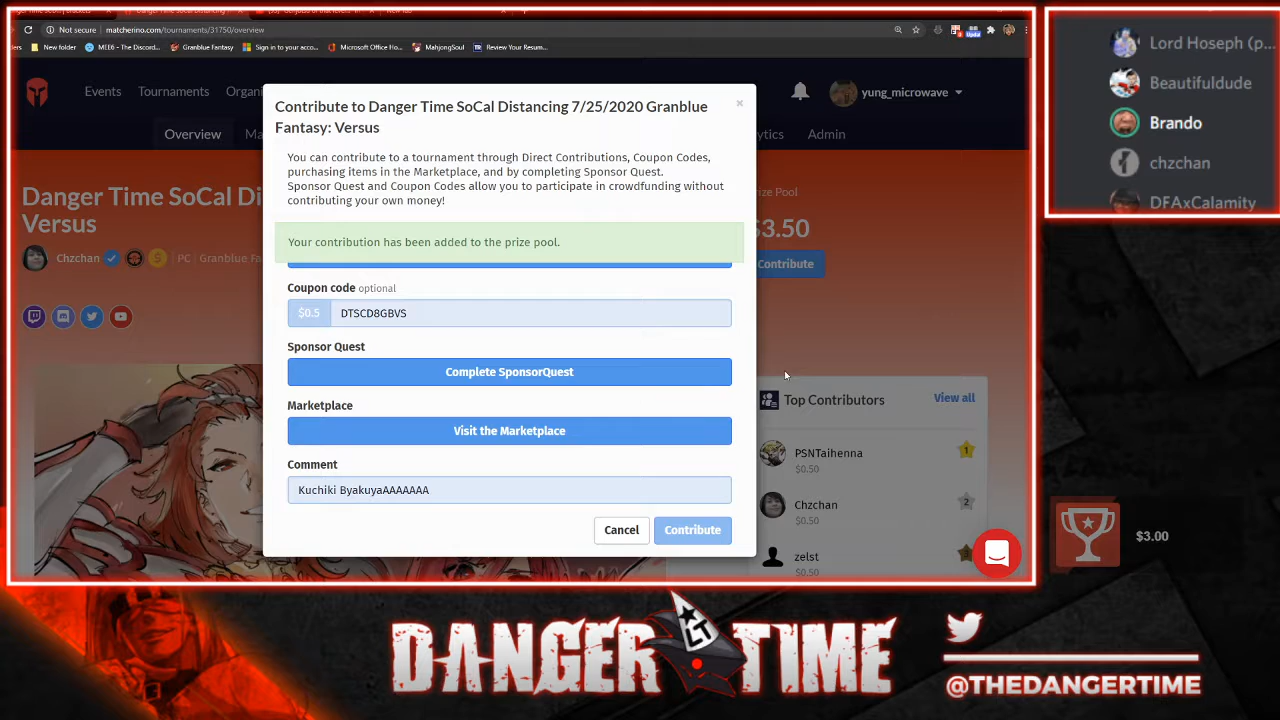 Not secure | matcherino.com/tournaments/31750/overview
New folder
MEE6 - The Discord...
Granblue Fantasy
Sign in to your acco...
Microsoft Office Ho...
MahjongSoul
Review Your Resum...
Events
Tournaments
yung_microwave
Overview
Admin
Contribute to Danger Time SoCal Distancing 7/25/2020 Granblue
Fantasy: Versus
×
You can contribute to a tournament through Direct Contributions, Coupon Codes,
purchasing items in the Marketplace, and by completing Sponsor Quest.
Sponsor Quest and Coupon Codes allow you to participate in crowdfunding without
contributing your own money!
Your contribution has been added to the prize pool.
Coupon code optional
$0.5
DTSCD8GBVS
Sponsor Quest
Complete SponsorQuest
Marketplace
Visit the Marketplace
Comment
Kuchiki ByakuyaAAAAAAA
Cancel
Contribute
Danger Time SoCal Di
Versus
Chzchan
PC
Granblue Fa
$3.50
Contribute
Top Contributors
View all
PSNTaihenna
1
$0.50
Chzchan
2
$0.50
zelst
$0.50
Lord Hoseph (p...
Beautifuldude
Brando
chzchan
DFAxCalamity
$3.00
DANGER TIME
LT
@THEDANGERTIME